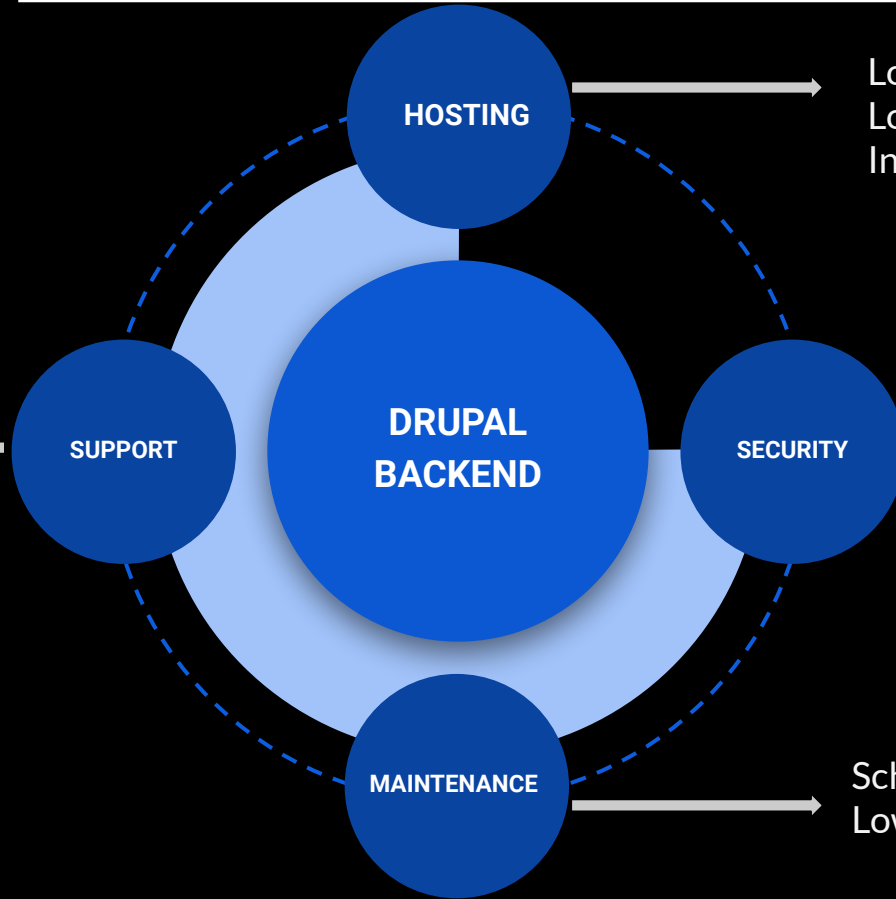 HOSTING
DRUPAL
BACKEND
SUPPORT
SECURITY
MAINTENANCE